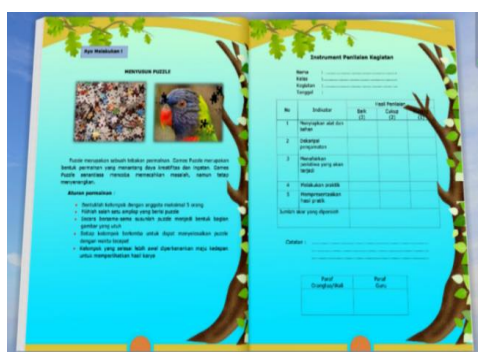 Ayo Melakukan !
MENYUSUN PUZZLE
Puzzle merupakan sebuah tebakan permainan. Games Puzzle merupakan
bentuk permainan yang menantang daya kreatifitas dan ingatan. Games
Puzzle senantiasa mencoba memecahkan masalah, namun tetap
menyenangkan.
Aturan permainan :
Bentuklah kelompok dengan anggota maksimal 5 orang
Pilihlah salah satu amplop yang berisi puzzle
Secara bersama-sama susunlah puzzle menjadi bentuk bagian
gambar yang utuh
Setiap kelompok berlomba untuk dapat menyelesaikan puzzle
dengan waktu tercepat
Kelompok yang selesai lebih awal dipersilahkan maju kedepan
untuk memperlihatkan hasil karya
Instrument Penilaian Kegiatan
Nama :
Kelas :
Kegiatan :
Tanggal :
No Indikator Hasil Penilaian
Baik Cukup
(3) (2) (1)
1 Menyiapkan alat dan
bahan
2 
pengamatan
3 
peristiwa yang akan
terjadi
4 Melakukan praktik
5 Mempresentasikan
hasil praktik
Jumlah skor yang diperoleh
Catatan :
Paraf Paraf
Orangtua/Wali Guru